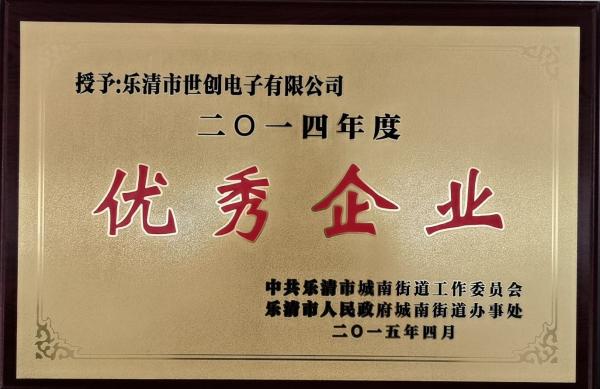 授予:乐清市世创电子有限公司
二〇一四年度
优秀企业
中共乐清市城南街道工作委员会
乐清市人民政府城南街道办事处
二〇一五年四月